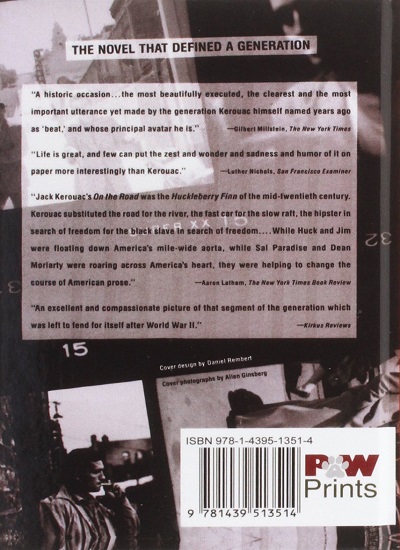 THE NOVEL THAT DEFINED A GENERATION
"A historic occasion...the most beautifully executed, the clearest and the most
important utterance yet made by the generation Kerouac himself named years ago
as 'beat,' and whose principal avatar he is." —Gilbert Millstein, The New York Times
"Life is great, and few can put the zest and wonder and sadness and humor of it on
paper more interestingly than Kerouac." —Luther Nichols, San Francisco Examiner
"Jack Kerouac's On the Road was the Huckleberry Finn of the mid-twentieth century.
Kerouac substituted the road for the river, the fast car for the slow raft, the hipster in
search of freedom for the black slave in search of freedom....While Huck and Jim
were floating down America's mile-wide aorta, while Sal Paradise and Dean
Moriarty were roaring across America's heart, they were helping to change the
course of American prose." —Aaron Latham, The New York Times Book Review
"An excellent and compassionate picture of that segment of the generation which
was left to fend for itself after World War II." —Kirkus Reviews
XX 15
32
15
Cover design by Daniel Rembert
Cover photographs by Allen Ginsberg
ISBN 978-1-4395-1351-4
9 781439 513514
PAW
Prints